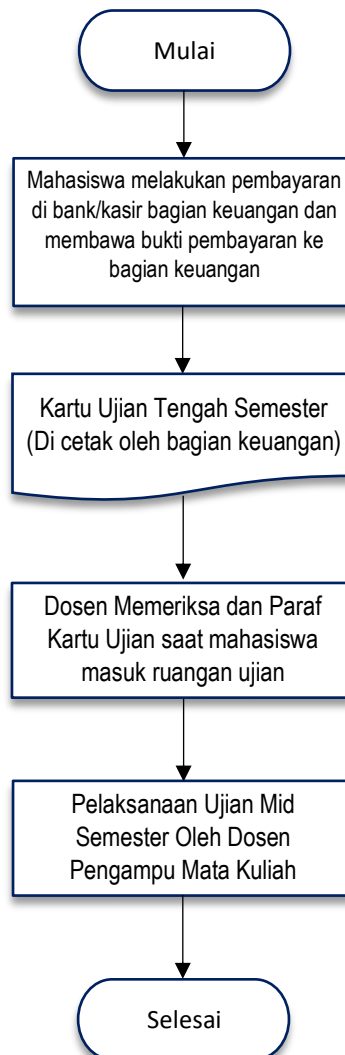 Mulai
Mahasiswa melakukan pembayaran
di bank/kasir bagian keuangan dan
membawa bukti pembayaran ke
bagian keuangan
Kartu Ujian Tengah Semester
(Di cetak oleh bagian keuangan)
Dosen Memeriksa dan Paraf
Kartu Ujian saat mahasiswa
masuk ruangan ujian
Pelaksanaan Ujian Mid
Semester Oleh Dosen
Pengampu Mata Kuliah
Selesai